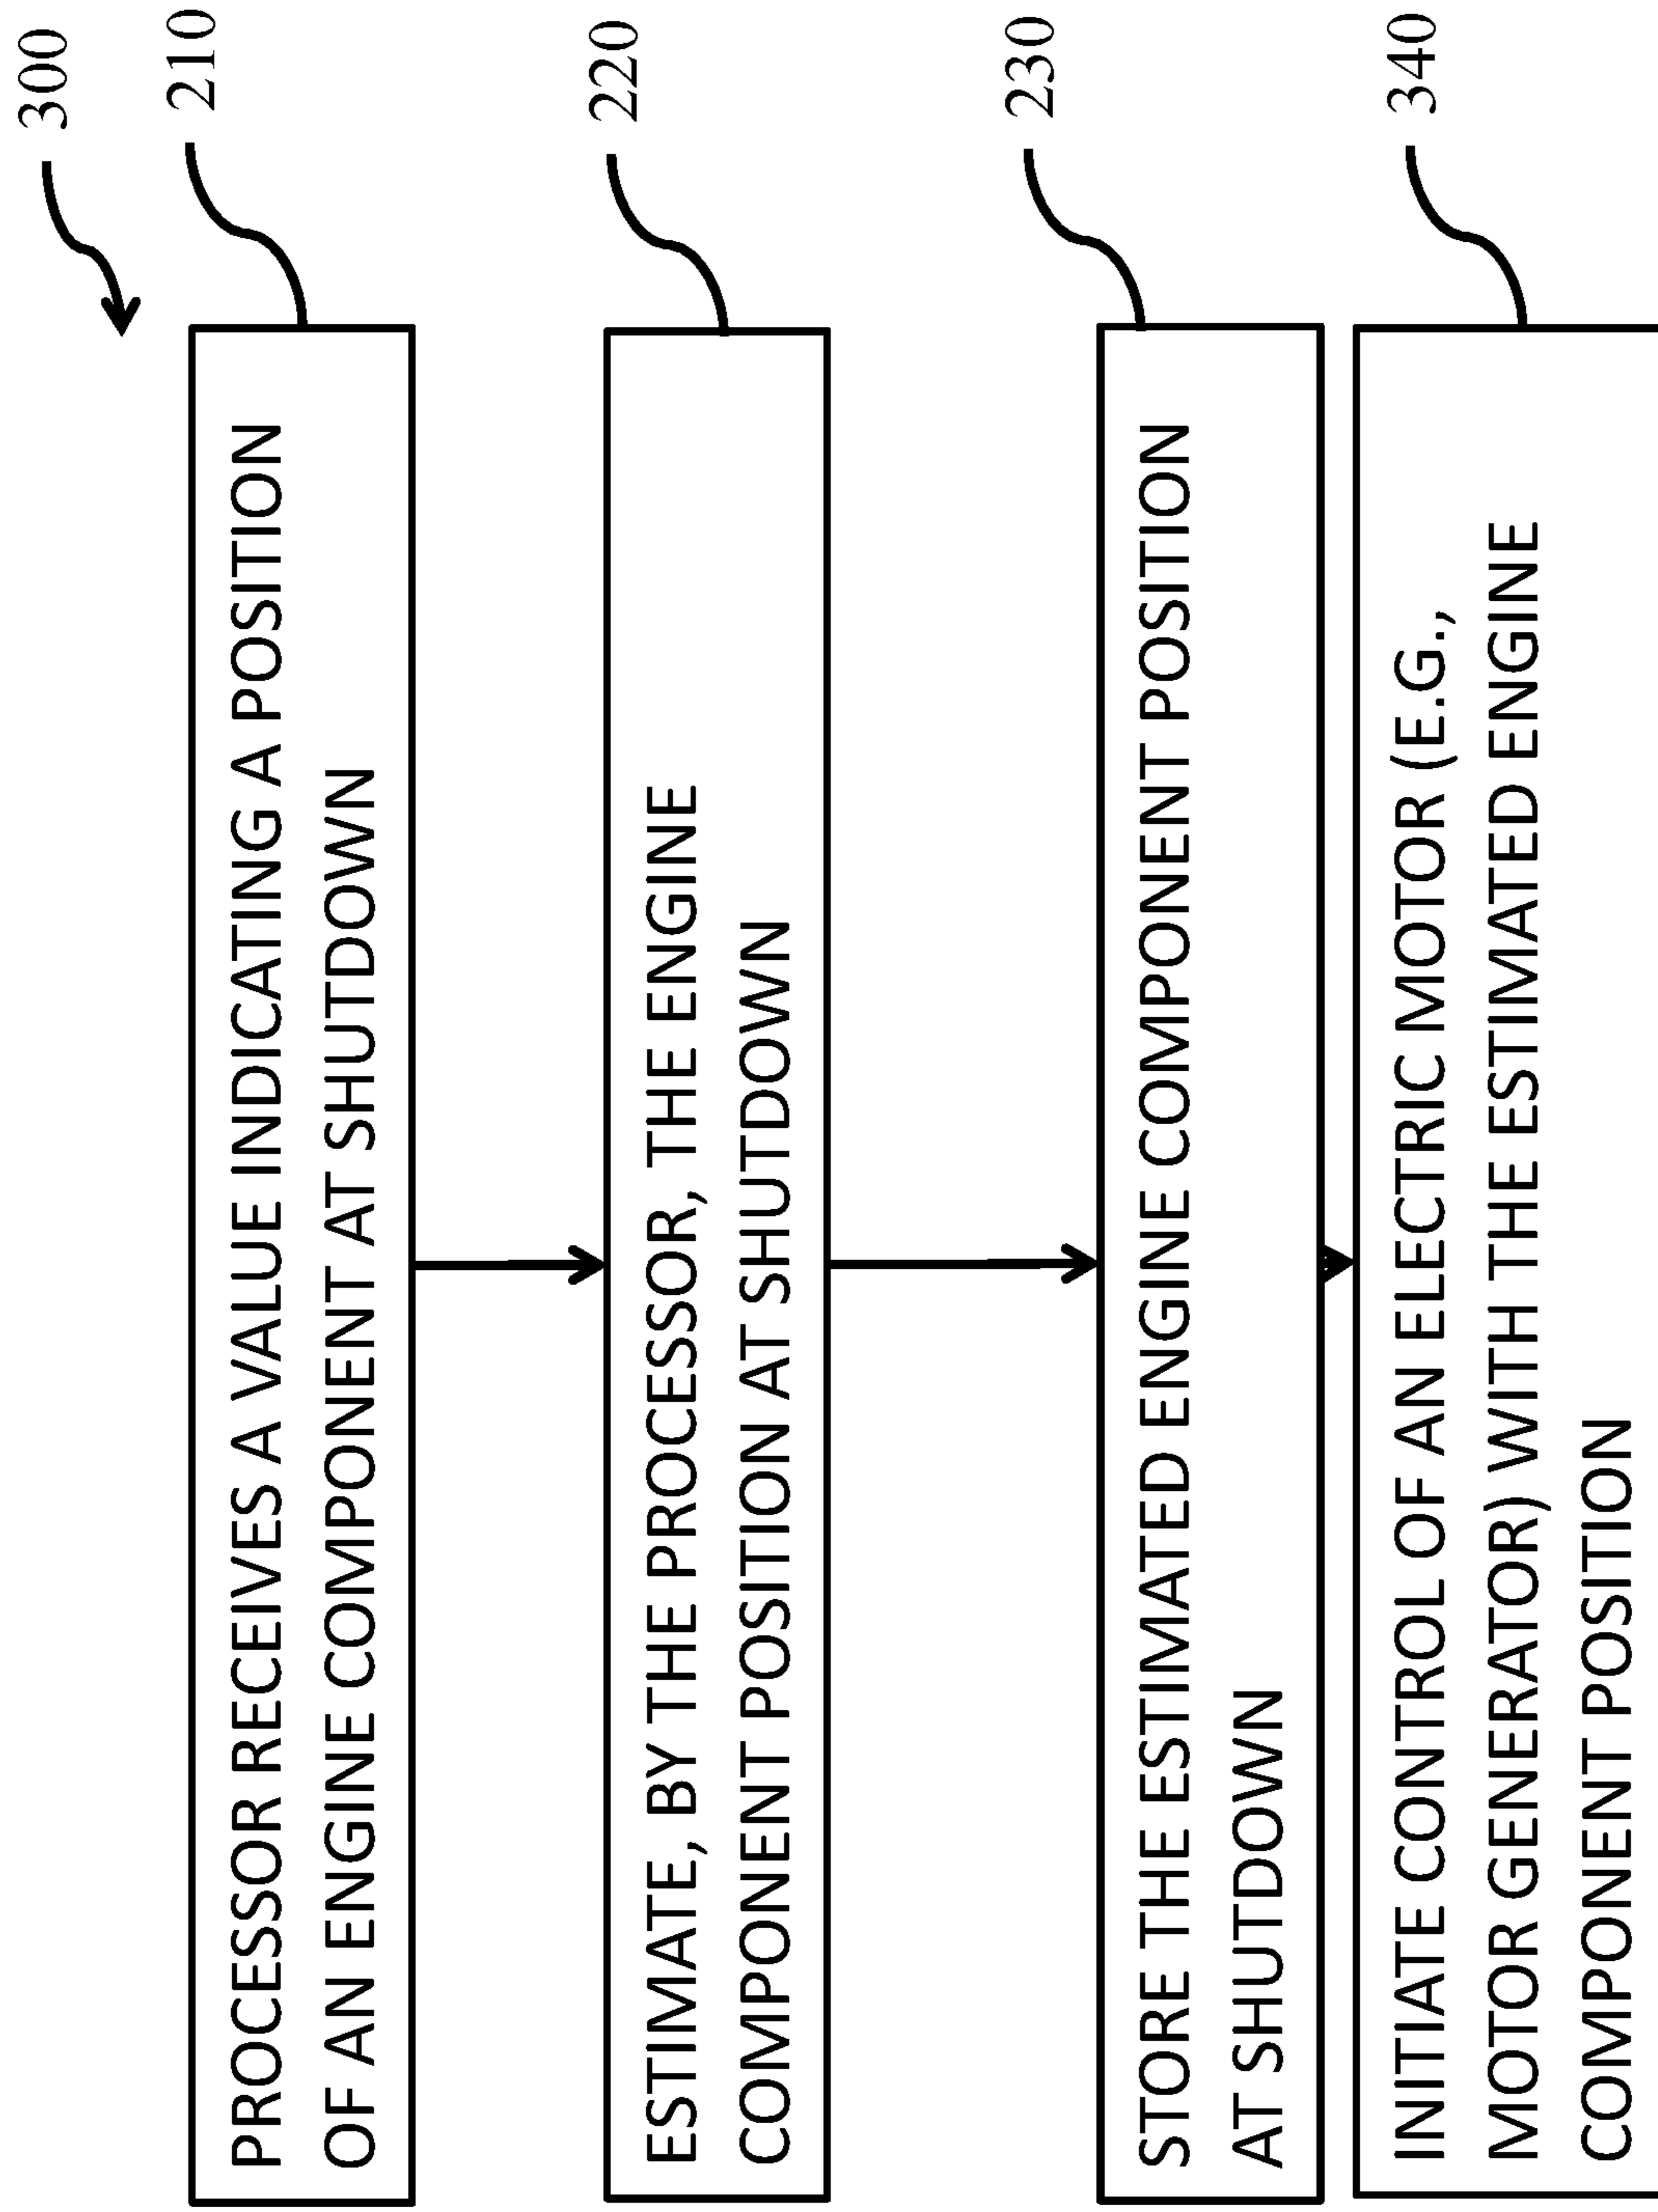 300
210
PROCESSOR RECEIVES A VALUE INDICATING A POSITION
OF AN ENGINE COMPONENT AT SHUTDOWN
220
ESTIMATE, BY THE PROCESSOR, THE ENGINE
COMPONENT POSITION AT SHUTDOWN
230
STORE THE ESTIMATED ENGINE COMPONENT POSITION
AT SHUTDOWN
340
INITIATE CONTROL OF AN ELECTRIC MOTOR (E.G.,
MOTOR GENERATOR) WITH THE ESTIMATED ENGINE
COMPONENT POSITION